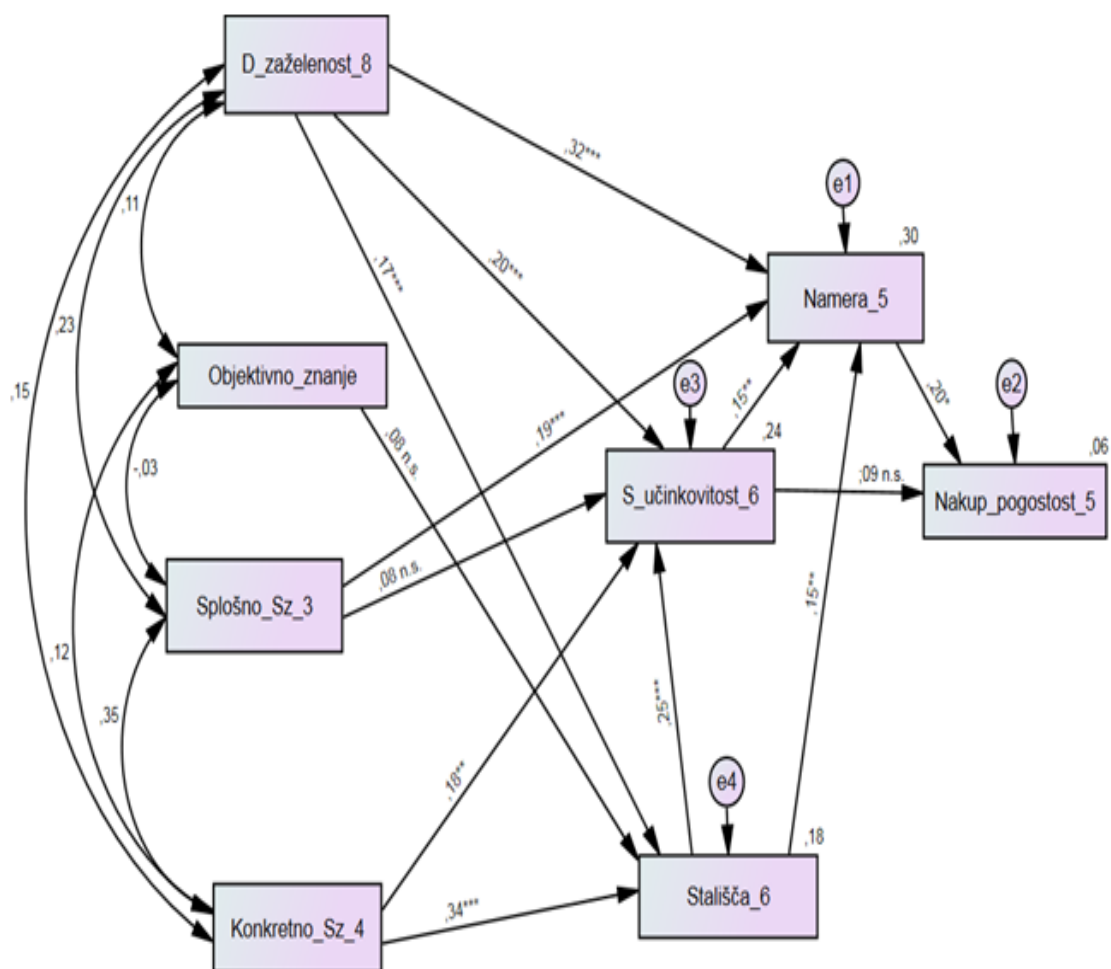 D_zaželenost_8
,32***
e1
,11
,30
,20***
,17***
Namera_5
,23
Objektivno_znanje
e3
e2
,15
,15**
,20*
,19***
,08 n.s.
,24
,06
-,03
S_učinkovitost_6
;09 n.s.
Nakup_pogostost_5
Splošno_Sz_3
,08 n.s.
,15**
,12
,35
,25***
,18**
e4
,18
Stališča_6
,34***
Konkretno_Sz_4